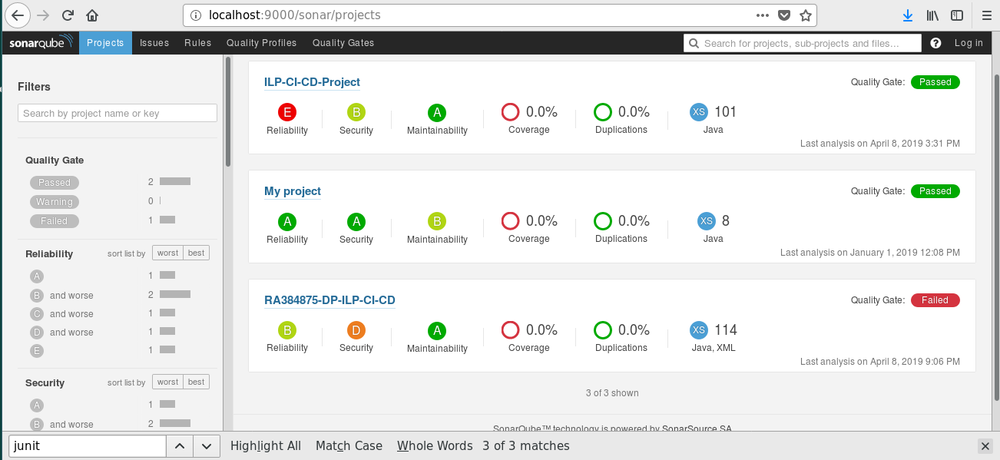 localhost:9000/sonar/projects
sonarqube Projects Issues Rules Quality Profiles Quality Gates Search for projects, sub-projects and files... ? Log in
Filters
Search by project name or key
Quality Gate
Passed 2
Warning 0
Failed 1
Reliability sort list by worst best
A 1
B and worse 2
C and worse 1
D and worse 1
E 1
Security sort list by worst best
A 1
B and worse 2
ILP-CI-CD-Project Quality Gate: Passed
E B A 0.0% 0.0% XS 101
Reliability Security Maintainability Coverage Duplications Java
Last analysis on April 8, 2019 3:31 PM
My project Quality Gate: Passed
A A B 0.0% 0.0% XS 8
Reliability Security Maintainability Coverage Duplications Java
Last analysis on January 1, 2019 12:08 PM
RA384875-DP-ILP-CI-CD Quality Gate: Failed
B D A 0.0% 0.0% XS 114
Reliability Security Maintainability Coverage Duplications Java, XML
Last analysis on April 8, 2019 9:06 PM
3 of 3 shown
SonarQube™ technology is powered by SonarSource SA
junit Highlight All Match Case Whole Words 3 of 3 matches